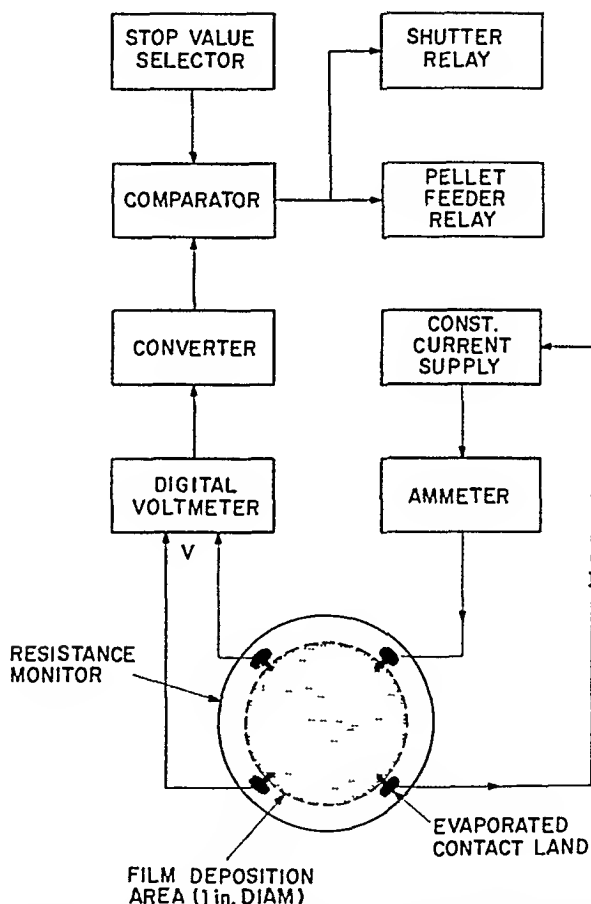 STOP VALUE
SELECTOR
SHUTTER
RELAY
COMPARATOR
PELLET
FEEDER
RELAY
CONVERTER
CONST.
CURRENT
SUPPLY
DIGITAL
VOLTMETER
AMMETER
V
RESISTANCE
MONITOR
EVAPORATED
CONTACT LAND
FILM DEPOSITION
AREA (1 in. DIAM)